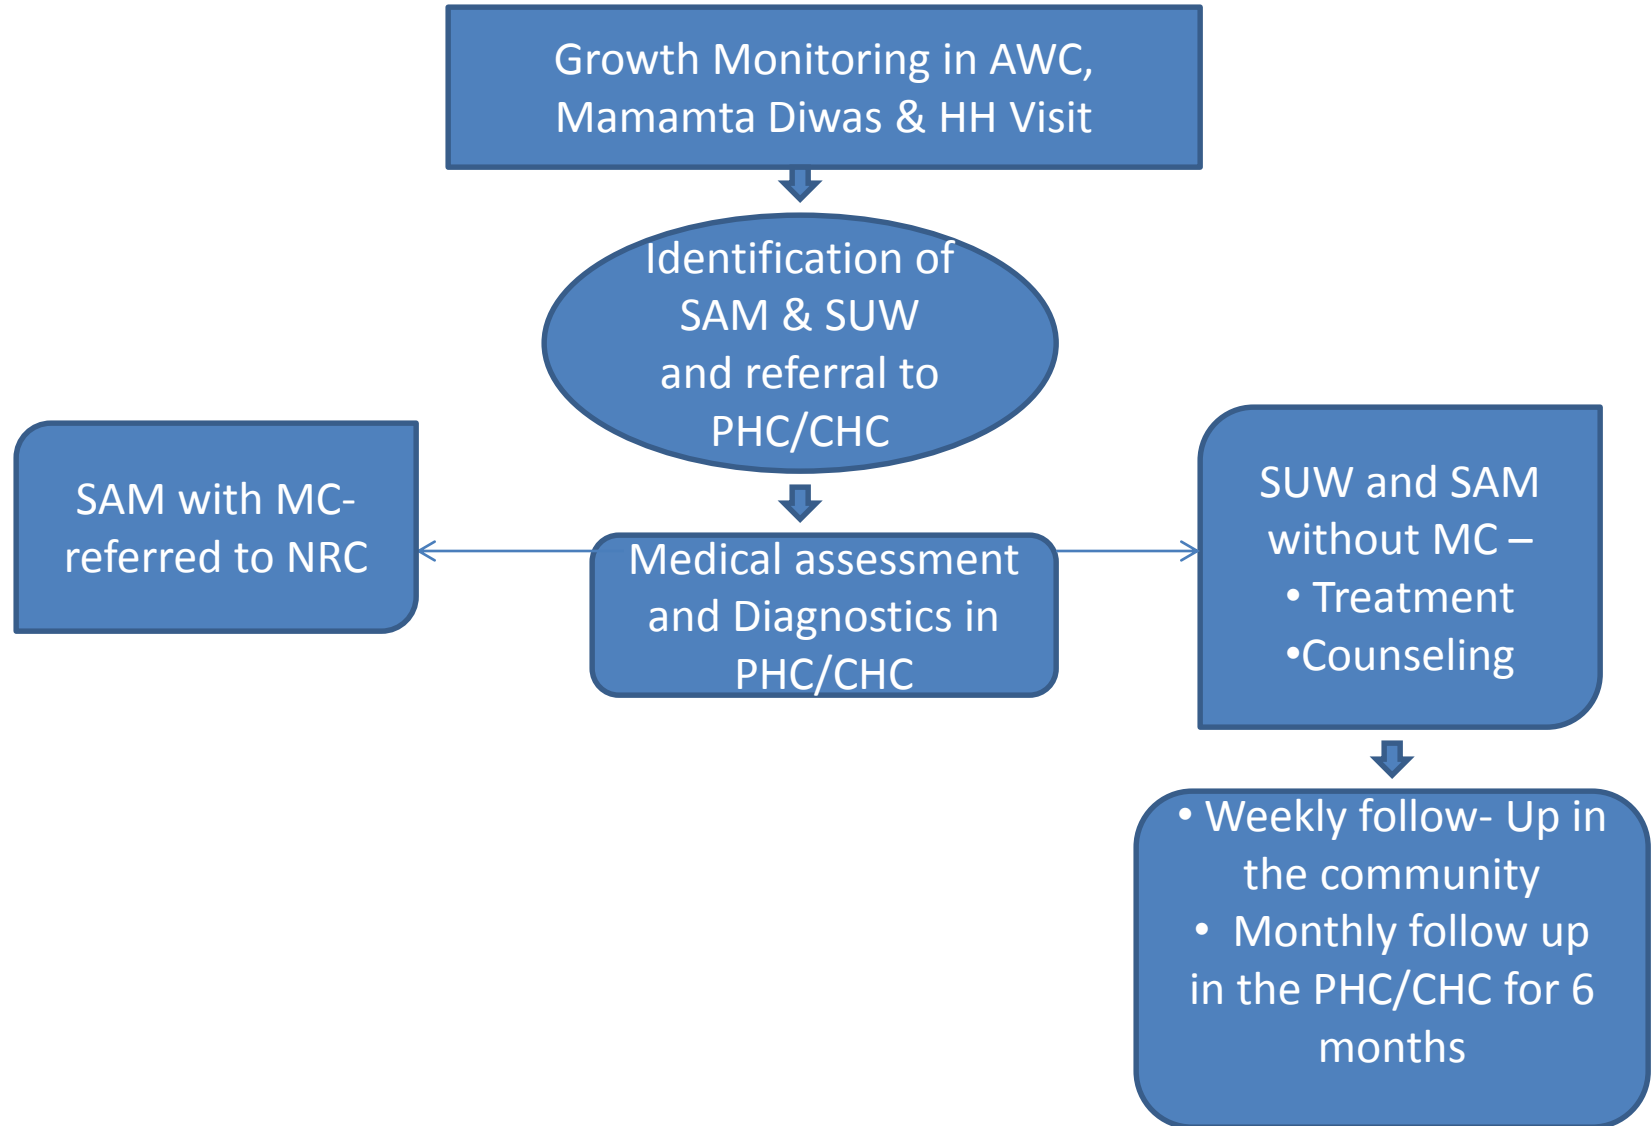 Growth Monitoring in AWC,
Mamamta Diwas & HH Visit
Identification of
SAM & SUW
and referral to
PHC/CHC
SAM with MC-
referred to NRC
Medical assessment
and Diagnostics in
PHC/CHC
SUW and SAM
without MC –
• Treatment
•Counseling
• Weekly follow- Up in
the community
• Monthly follow up
in the PHC/CHC for 6
months